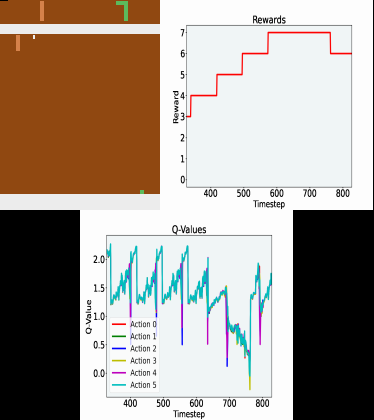 Rewards
7
6
5
4
3
2
1
0
Reward
400 500 600 700 800
Timestep
Q-Values
2.0
1.5
1.0
0.5
0.0
Q-Value
Action 0
Action 1
Action 2
Action 3
Action 4
Action 5
400 500 600 700 800
Timestep